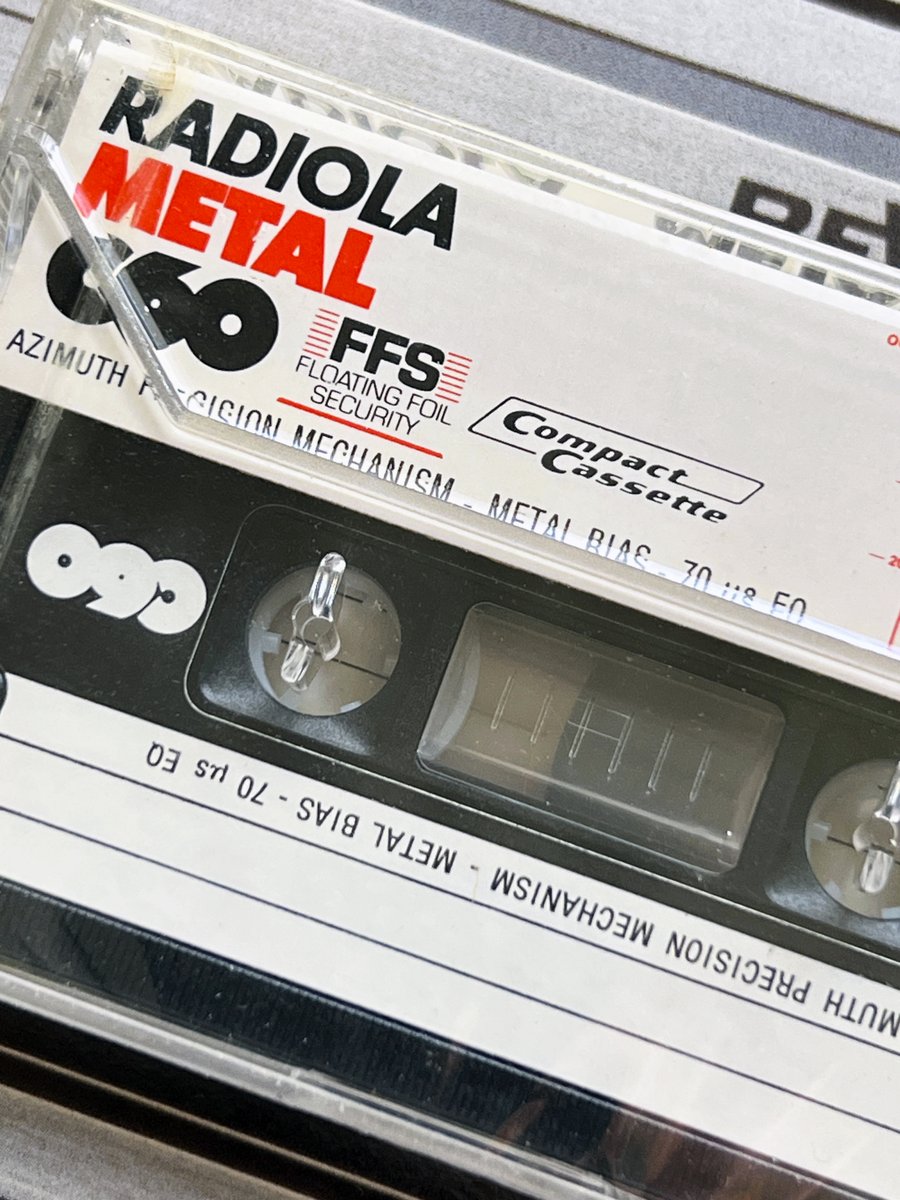 RADIOLA
METAL
C60
FFS
FLOATING FOIL
SECURITY
Compact
Cassette
AZIMUTH PRECISION MECHANISM - METAL BIAS - 70 µs EQ
C60
MUTH PRECISION MECHANISM - METAL BIAS - 70 µs EQ